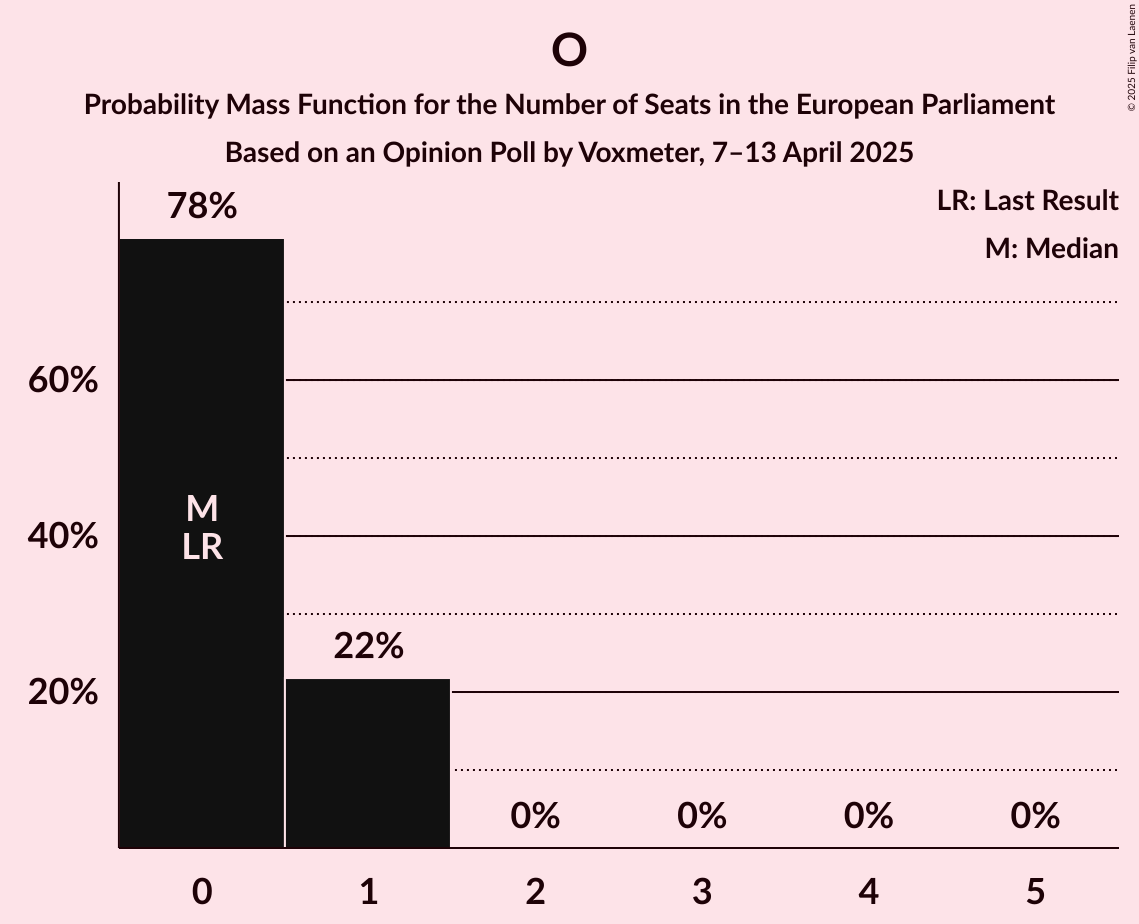 O
Probability Mass Function for the Number of Seats in the European Parliament
Based on an Opinion Poll by Voxmeter, 7–13 April 2025
© 2025 Filip van Laenen
LR: Last Result
M: Median
78%
60%
M
40%
LR
22%
20%
0% 0% 0% 0%
0 1 2 3 4 5